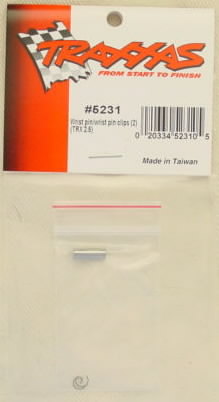 TRAXXAS
FROM START TO FINISH
#5231
Wrist pin/wrist pin clips (2)
(TRX 2.5)
0 20334 52310 5
Made in Taiwan